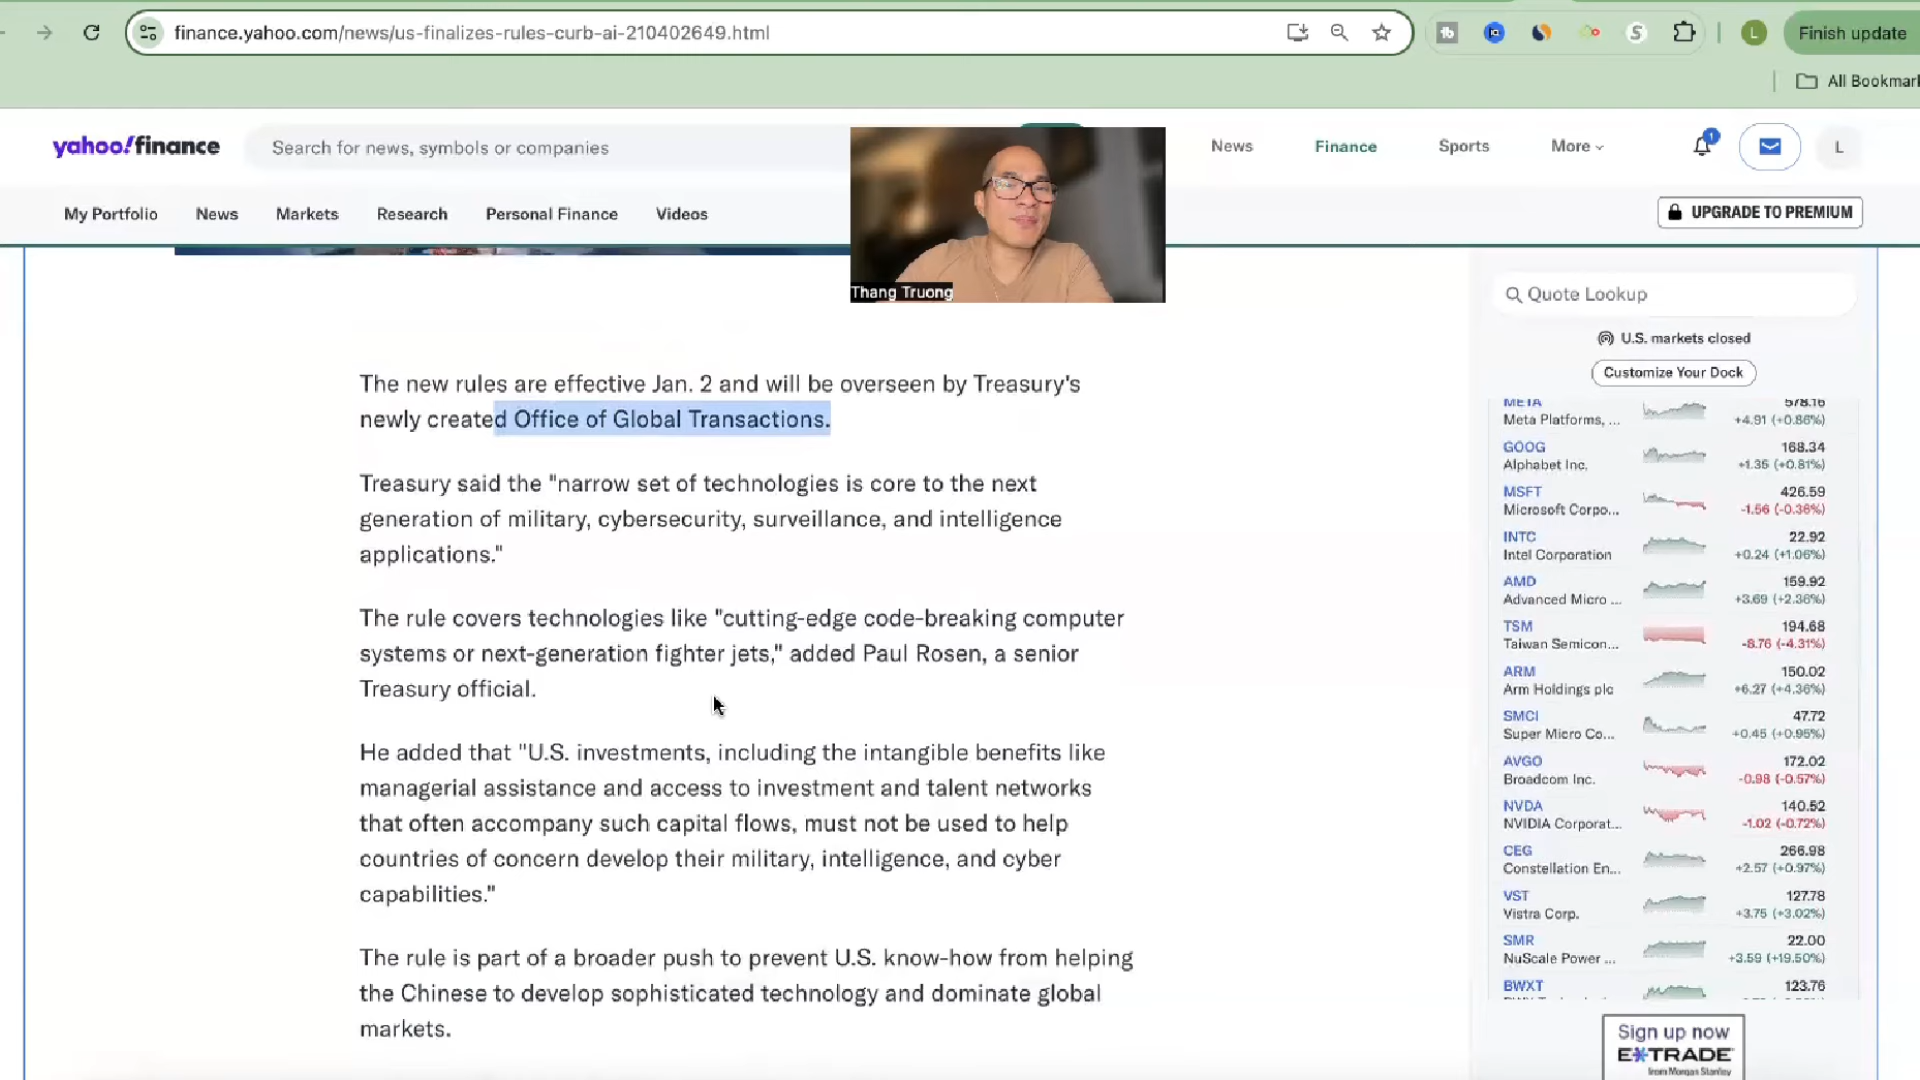 finance.yahoo.com/news/us-finalizes-rules-curb-ai-210402649.html
Finish update
All Bookmark
yahoo!finance
Search for news, symbols or companies
News
Finance
Sports
More
1
L
My Portfolio
News
Markets
Research
Personal Finance
Videos
UPGRADE TO PREMIUM
Thang Truong
The new rules are effective Jan. 2 and will be overseen by Treasury's
newly created Office of Global Transactions.
Treasury said the "narrow set of technologies is core to the next
generation of military, cybersecurity, surveillance, and intelligence
applications."
The rule covers technologies like "cutting-edge code-breaking computer
systems or next-generation fighter jets," added Paul Rosen, a senior
Treasury official.
He added that "U.S. investments, including the intangible benefits like
managerial assistance and access to investment and talent networks
that often accompany such capital flows, must not be used to help
countries of concern develop their military, intelligence, and cyber
capabilities."
The rule is part of a broader push to prevent U.S. know-how from helping
the Chinese to develop sophisticated technology and dominate global
markets.
Quote Lookup
U.S. markets closed
Customize Your Dock
META 578.16
Meta Platforms, ... +4.91 (+0.86%)
GOOG 168.34
Alphabet Inc. +1.35 (+0.81%)
MSFT 426.59
Microsoft Corpo... -1.56 (-0.36%)
INTC 22.92
Intel Corporation +0.24 (+1.06%)
AMD 159.92
Advanced Micro ... +3.69 (+2.36%)
TSM 194.68
Taiwan Semicon... -8.76 (-4.31%)
ARM 150.02
Arm Holdings plc +6.27 (+4.36%)
SMCI 47.72
Super Micro Co... +0.45 (+0.95%)
AVGO 172.02
Broadcom Inc. -0.98 (-0.57%)
NVDA 140.52
NVIDIA Corporat... -1.02 (-0.72%)
CEG 266.98
Constellation En... +2.57 (+0.97%)
VST 127.78
Vistra Corp. +3.75 (+3.02%)
SMR 22.00
NuScale Power ... +3.59 (+19.50%)
BWXT 123.76
Sign up now
E*TRADE
from Morgan Stanley